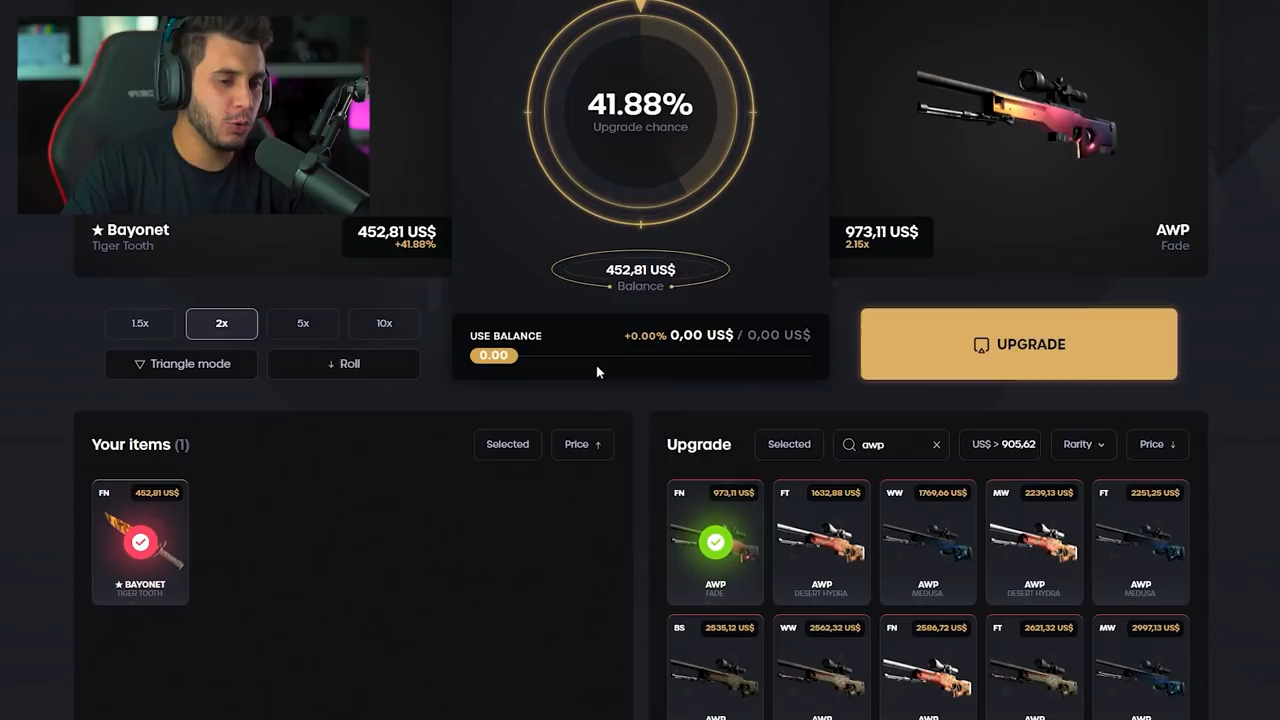 41.88%
Upgrade chance
★ Bayonet
Tiger Tooth
452,81 US$
+41.88%
452,81 US$
Balance
973,11 US$
2.15x
AWP
Fade
1.5x
2x
5x
10x
Triangle mode
Roll
USE BALANCE
+0.00% 0,00 US$ / 0,00 US$
0.00
UPGRADE
Your items (1)
Selected
Price ↑
Upgrade
Selected
awp
US$ > 905,62
Rarity
Price ↓
FN 452,81 US$
★ BAYONET
TIGER TOOTH
FN 973,11 US$
AWP
FADE
FT 1632,88 US$
AWP
DESERT HYDRA
WW 1769,66 US$
AWP
MEDUSA
MW 2239,13 US$
AWP
DESERT HYDRA
FT 2251,25 US$
AWP
MEDUSA
BS 2535,12 US$
AWP
WW 2562,32 US$
AWP
FN 2586,72 US$
AWP
FT 2621,32 US$
AWP
MW 2997,13 US$
AWP